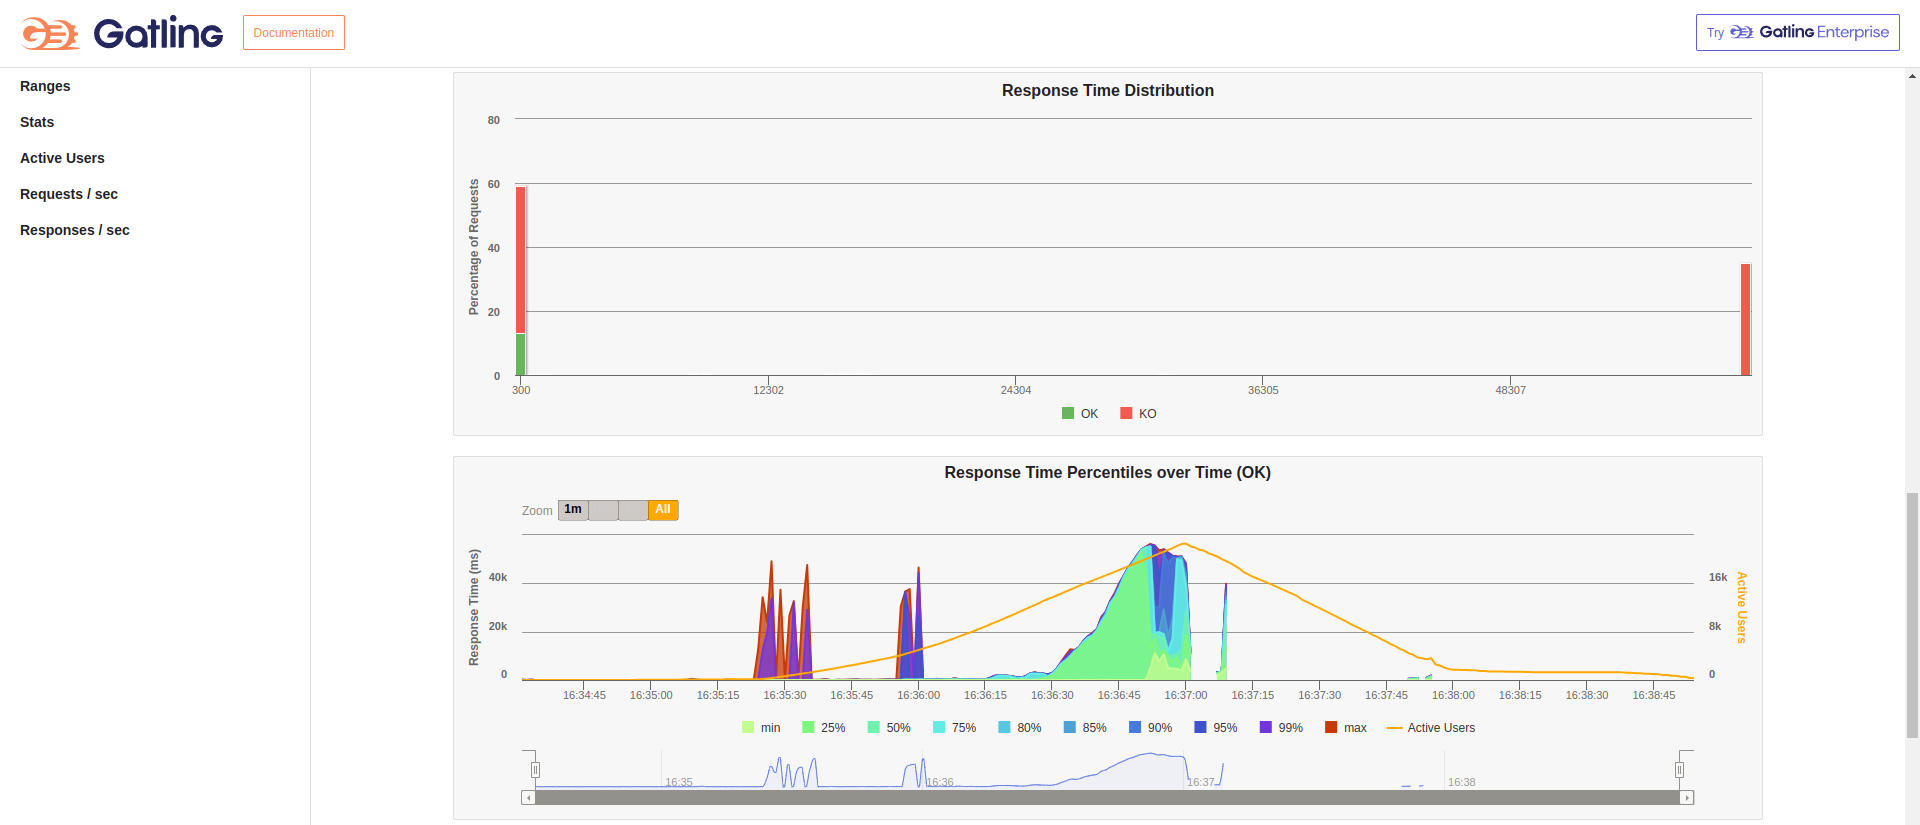 Gatling Documentation Try Gatling Enterprise
Ranges
Stats
Active Users
Requests / sec
Responses / sec
Response Time Distribution
Percentage of Requests
80
60
40
20
0
300 12302 24304 36305 48307
OK KO
Response Time Percentiles over Time (OK)
Zoom 1m All
Response Time (ms)
40k
20k
0
16k
8k
0
Active Users
16:34:45 16:35:00 16:35:15 16:35:30 16:35:45 16:36:00 16:36:15 16:36:30 16:36:45 16:37:00 16:37:15 16:37:30 16:37:45 16:38:00 16:38:15 16:38:30 16:38:45
min 25% 50% 75% 80% 85% 90% 95% 99% max Active Users
16:35 16:36 16:37 16:38